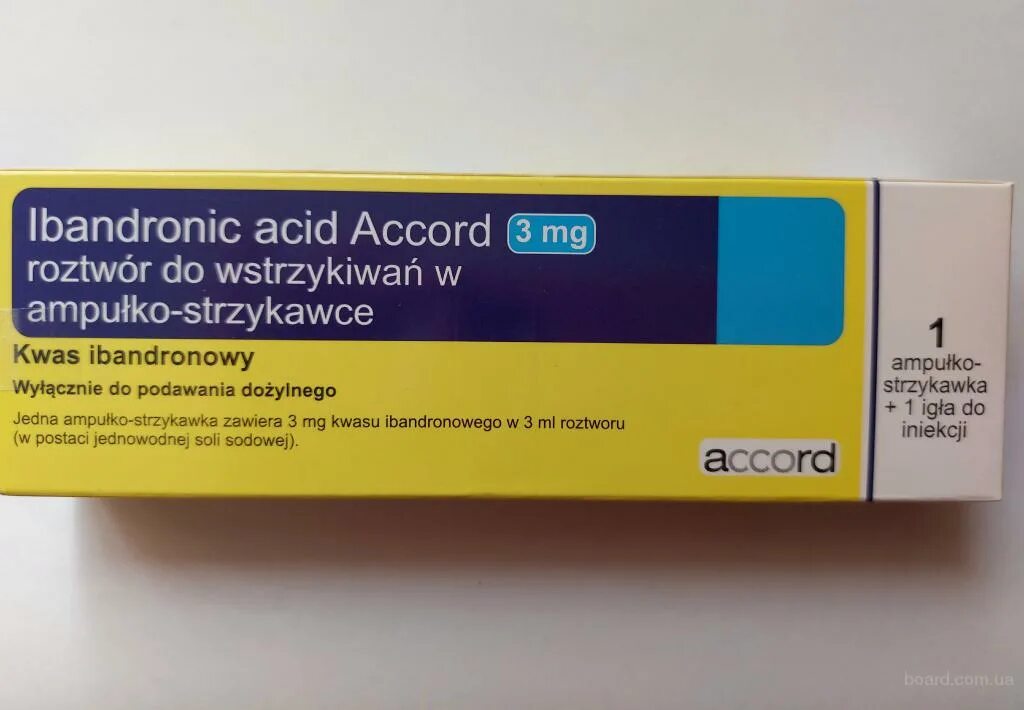 Ibandronic acid Accord 3 mg
roztwór do wstrzykiwań w
ampułko-strzykawce
Kwas ibandronowy
Wyłącznie do podawania dożylnego
Jedna ampułko-strzykawka zawiera 3 mg kwasu ibandronowego w 3 ml roztworu
(w postaci jednowodnej soli sodowej).
accord
1
ampułko-
strzykawka
+ 1 igła do
iniekcji
board.com.ua